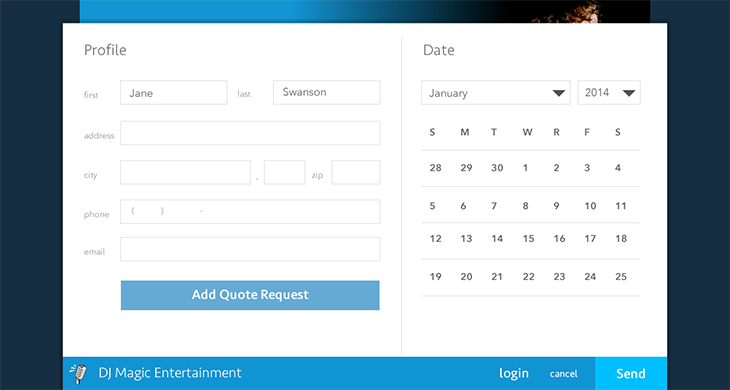 Profile
first Jane last Swanson
address
city , zip
phone ( ) -
email
Add Quote Request
Date
January 2014
S M T W R F S
28 29 30 1 2 3 4
5 6 7 8 9 10 11
12 13 14 15 16 17 18
19 20 21 22 23 24 25
DJ Magic Entertainment login cancel Send